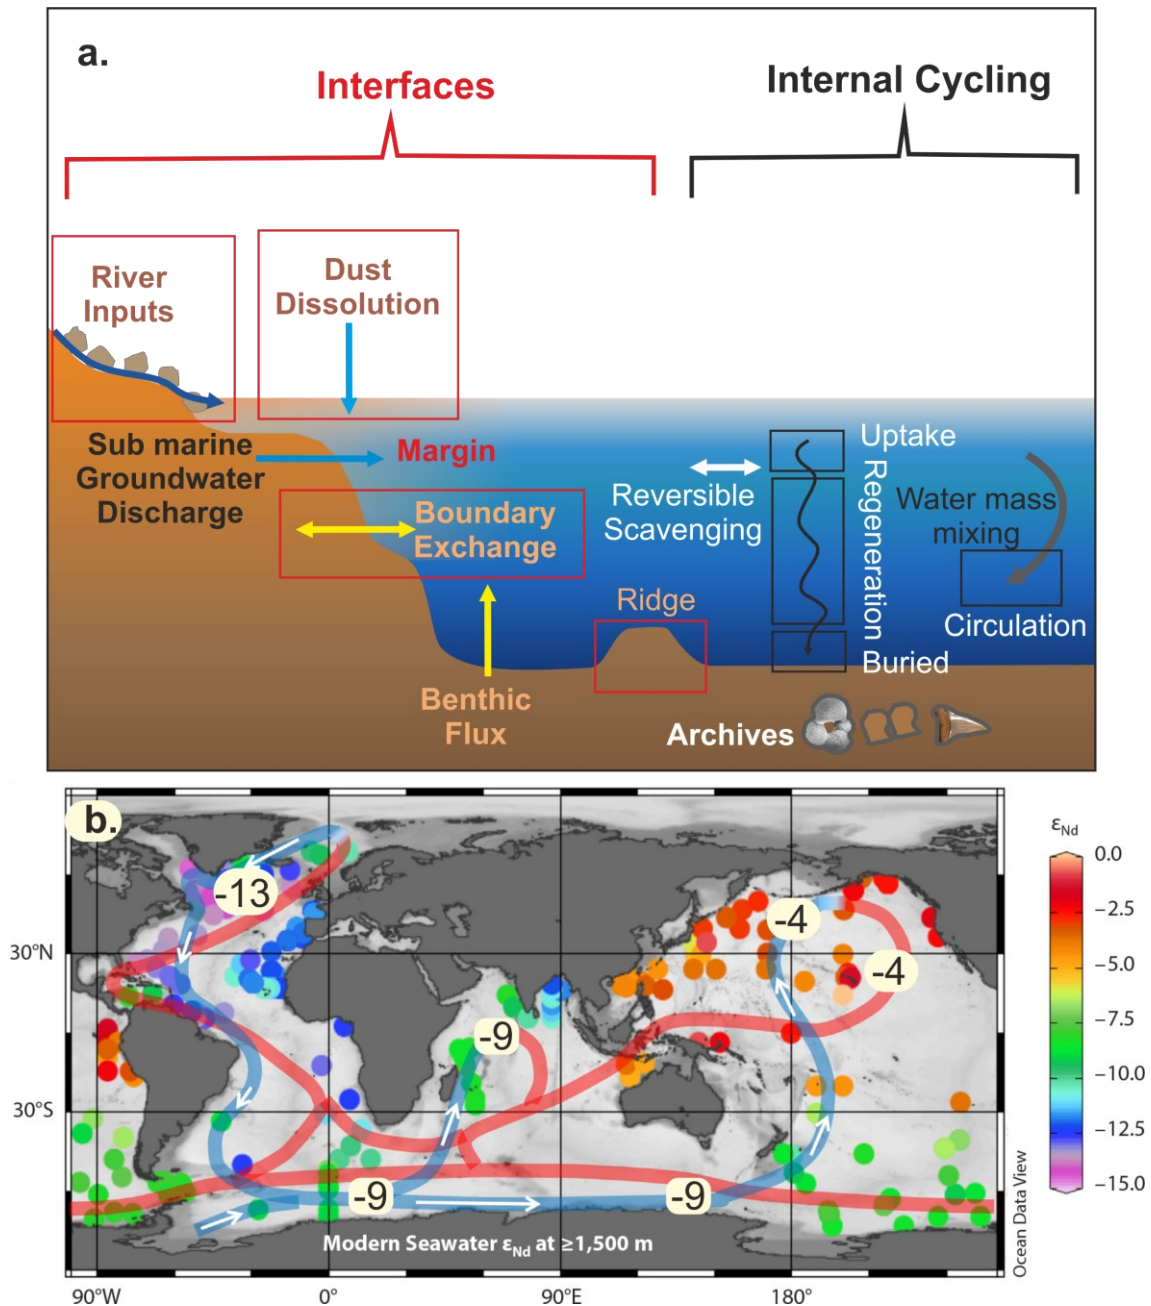 a.
Interfaces
Internal Cycling
River
Inputs
Dust
Dissolution
Sub marine
Groundwater
Discharge
Margin
Boundary
Exchange
Benthic
Flux
Ridge
Reversible
Scavenging
Uptake
Regeneration
Buried
Water mass
mixing
Circulation
Archives
b.
-13
-4
-4
-9
-9
-9
30°N
30°S
90°W
0°
90°E
180°
Modern Seawater εNd at ≥1,500 m
Ocean Data View
εNd
0.0
−2.5
−5.0
−7.5
−10.0
−12.5
−15.0